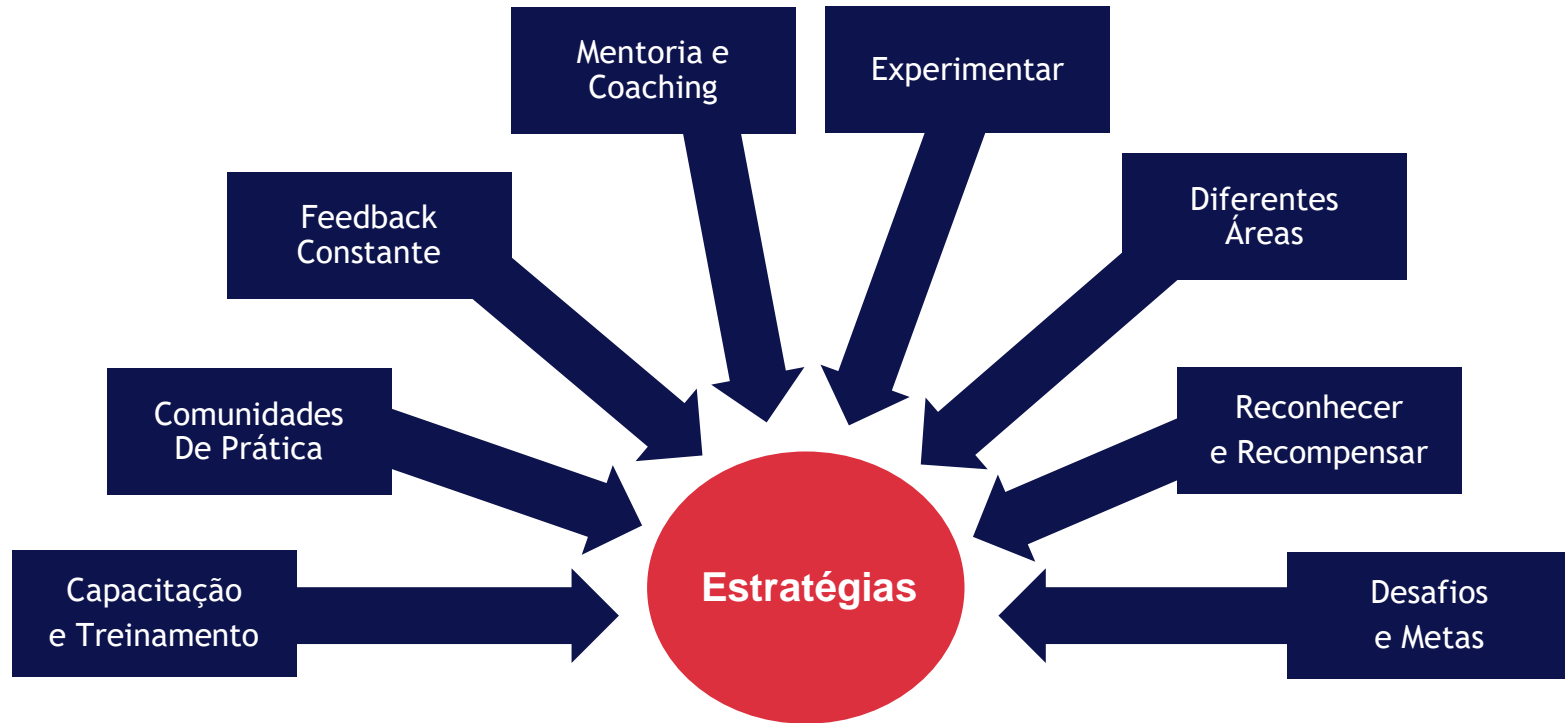 Mentoria e
Coaching
Experimentar
Feedback
Constante
Diferentes
Áreas
Comunidades
De Prática
Reconhecer
e Recompensar
Capacitação
e Treinamento
Estratégias
Desafios
e Metas